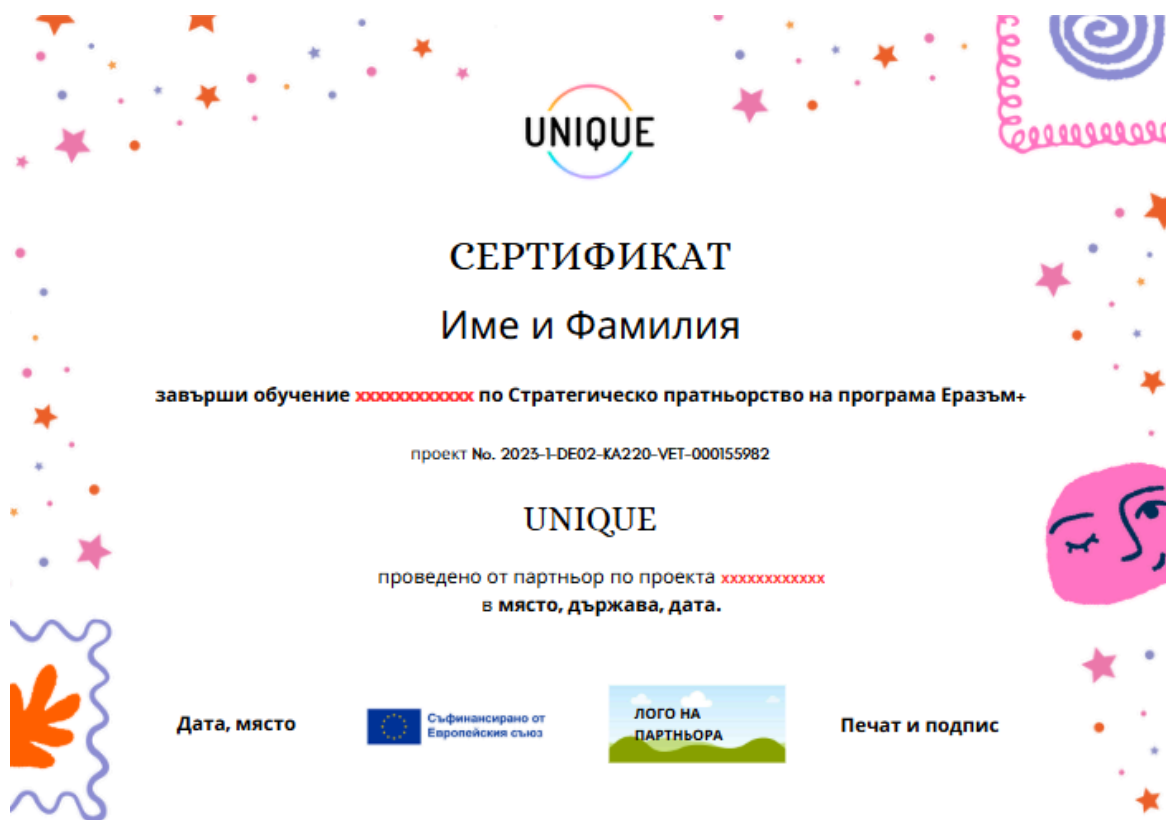 UNIQUE
СЕРТИФИКАТ
Име и Фамилия
завърши обучение xxxxxxxxxxxx по Стратегическо пратньорство на програма Еразъм+
проект No. 2023-1-DE02-KA220-VET-000155982
UNIQUE
проведено от партньор по проекта xxxxxxxxxxxx
в място, държава, дата.
Дата, място
Съфинансирано от
Европейския съюз
ЛОГО НА
ПАРТНЬОРА
Печат и подпис